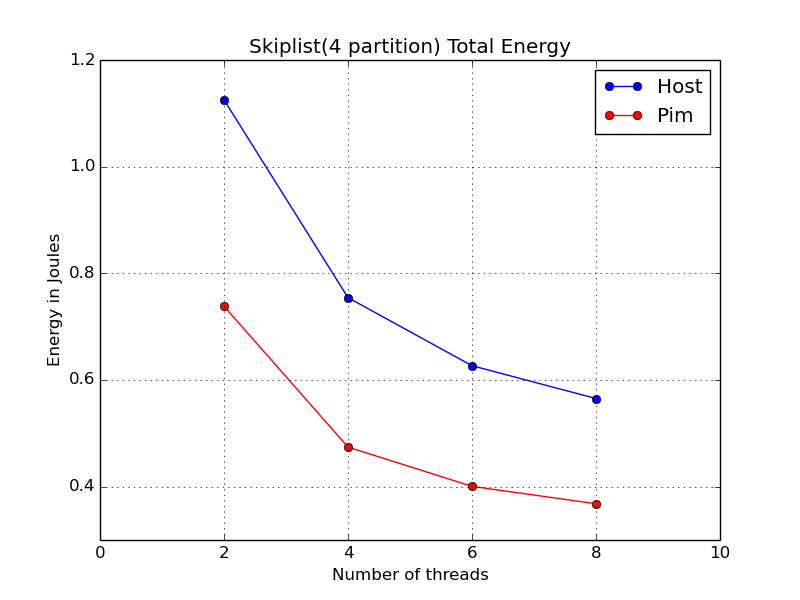 Skiplist(4 partition) Total Energy
Host
Pim
1.2
1.0
0.8
0.6
0.4
Energy in Joules
0 2 4 6 8 10
Number of threads